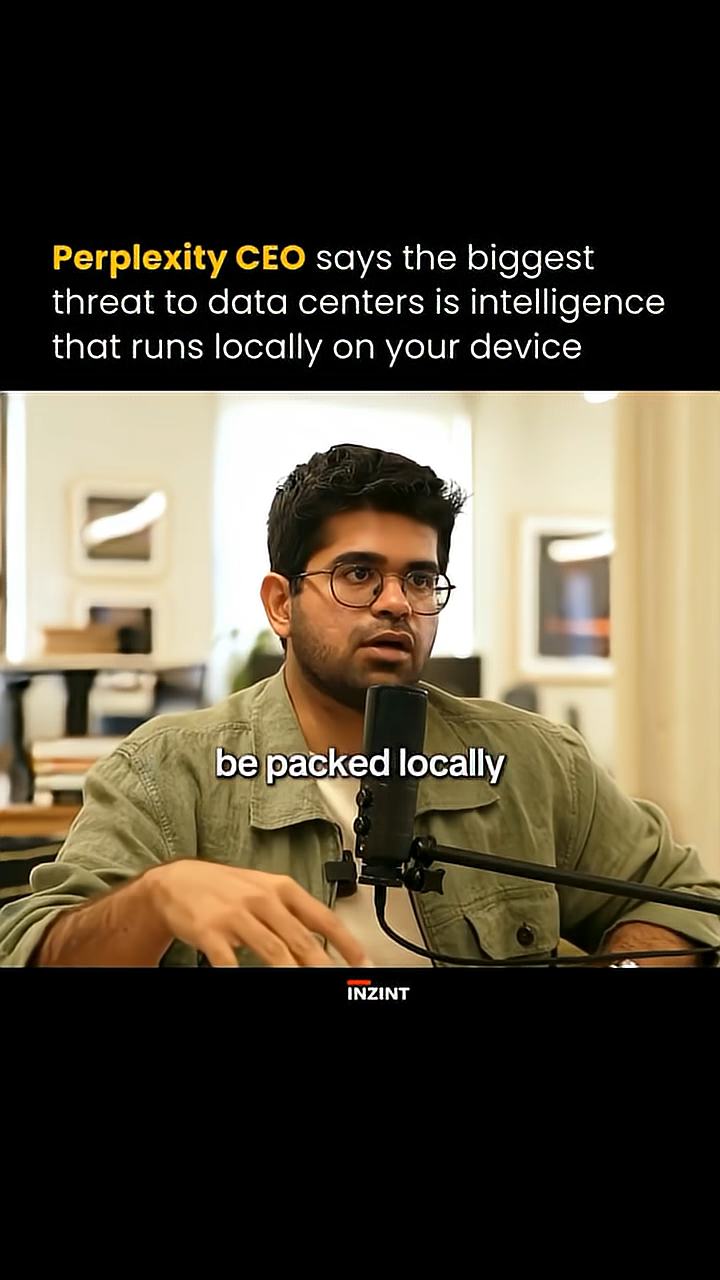 Perplexity CEO says the biggest
threat to data centers is intelligence
that runs locally on your device
be packed locally
INZINT